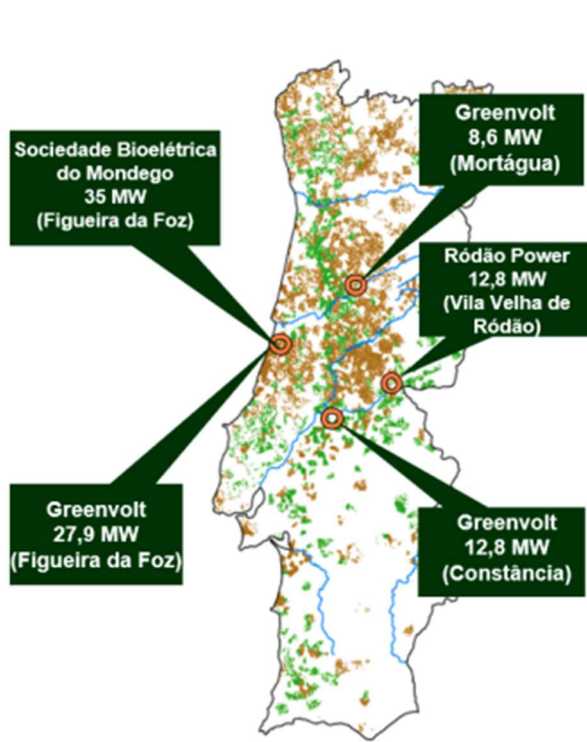 Greenvolt
8,6 MW
(Mortágua)
Sociedade Bioelétrica
do Mondego
35 MW
(Figueira da Foz)
Ródão Power
12,8 MW
(Vila Velha de
Ródão)
Greenvolt
27,9 MW
(Figueira da Foz)
Greenvolt
12,8 MW
(Constância)